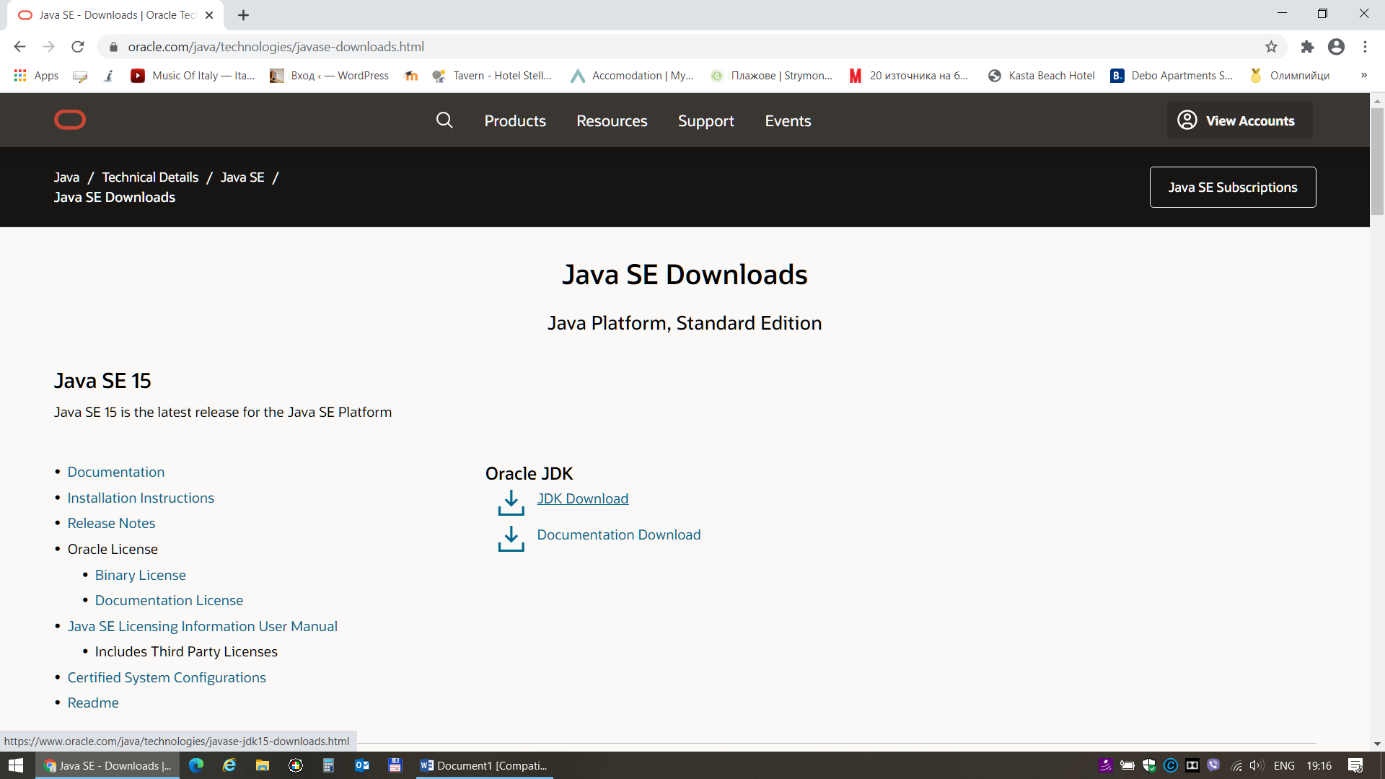 Java SE - Downloads | Oracle Tec
oracle.com/java/technologies/javase-downloads.html
Apps
Music Of Italy — Ita...
Вход ‹ — WordPress
Tavern - Hotel Stell...
Accomodation | My...
Плажове | Strymon...
20 източника на б...
Kasta Beach Hotel
B.
Debo Apartments S...
Олимпийци
»
Products
Resources
Support
Events
View Accounts
Java / Technical Details / Java SE /
Java SE Downloads
Java SE Subscriptions
Java SE Downloads
Java Platform, Standard Edition
Java SE 15
Java SE 15 is the latest release for the Java SE Platform
• Documentation
• Installation Instructions
• Release Notes
• Oracle License
• Binary License
• Documentation License
• Java SE Licensing Information User Manual
• Includes Third Party Licenses
• Certified System Configurations
• Readme
Oracle JDK
JDK Download
Documentation Download
https://www.oracle.com/java/technologies/javase-jdk15-downloads.html
Java SE - Downloads |...
Document1 [Compati...
ENG
19:16